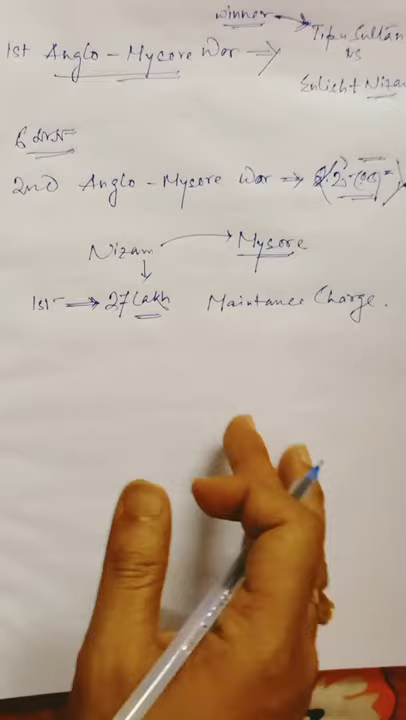 winner → Tipu Sultan
1st Anglo - Mysore War → vs
English + Nizam
2nd Anglo - Mysore War ⇒
Nizam → Mysore
↓
1st ⇒ 27 Lakh Maintance Charge.